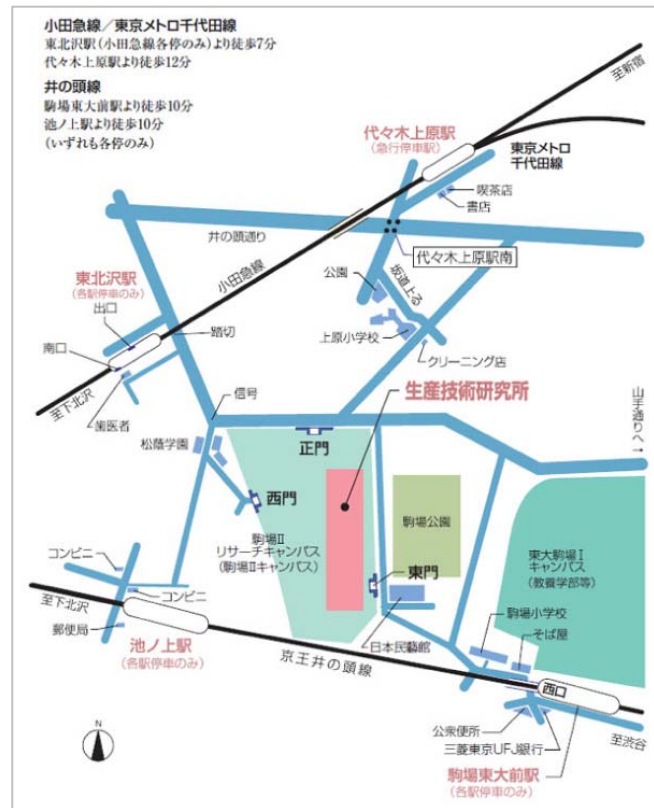 小田急線／東京メトロ千代田線
東北沢駅(小田急線各停のみ)より徒歩7分
代々木上原駅より徒歩12分
井の頭線
駒場東大前駅より徒歩10分
池ノ上駅より徒歩10分
(いずれも各停のみ)
至新宿
代々木上原駅
(急行停車駅)
東京メトロ
千代田線
喫茶店
書店
井の頭通り
小田急線
代々木上原駅南
公園
坂道上る
東北沢駅
(各駅停車のみ)
出口
踏切
南口
上原小学校
クリーニング店
至下北沢
歯医者
信号
生産技術研究所
山手通りへ→
松蔭学園
正門
西門
駒場公園
駒場Ⅱ
リサーチキャンパス
(駒場Ⅱキャンパス)
東大駒場Ⅰ
キャンパス
(教養学部等)
コンビニ
東門
至下北沢
コンビニ
駒場小学校
郵便局
そば屋
池ノ上駅
(各駅停車のみ)
京王井の頭線
日本民藝館
西口
N
公衆便所
三菱東京UFJ銀行
至渋谷
駒場東大前駅
(各駅停車のみ)